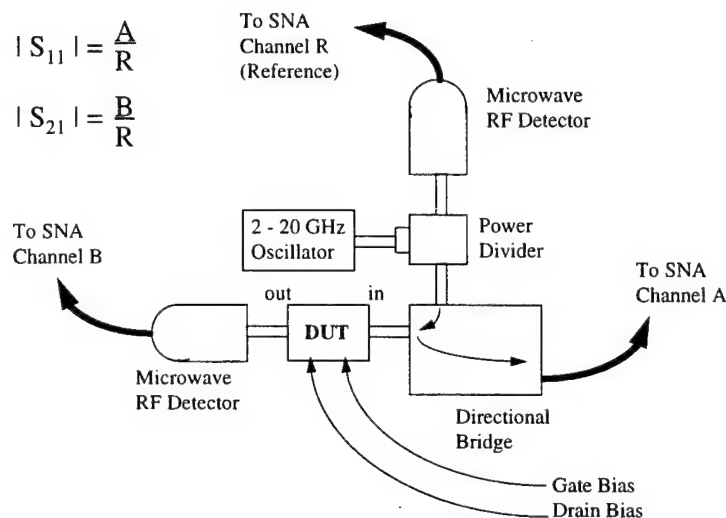 | S11 | = A/R
| S21 | = B/R
To SNA
Channel R
(Reference)
Microwave
RF Detector
2 - 20 GHz
Oscillator
Power
Divider
To SNA
Channel B
To SNA
Channel A
out
in
DUT
Microwave
RF Detector
Directional
Bridge
Gate Bias
Drain Bias